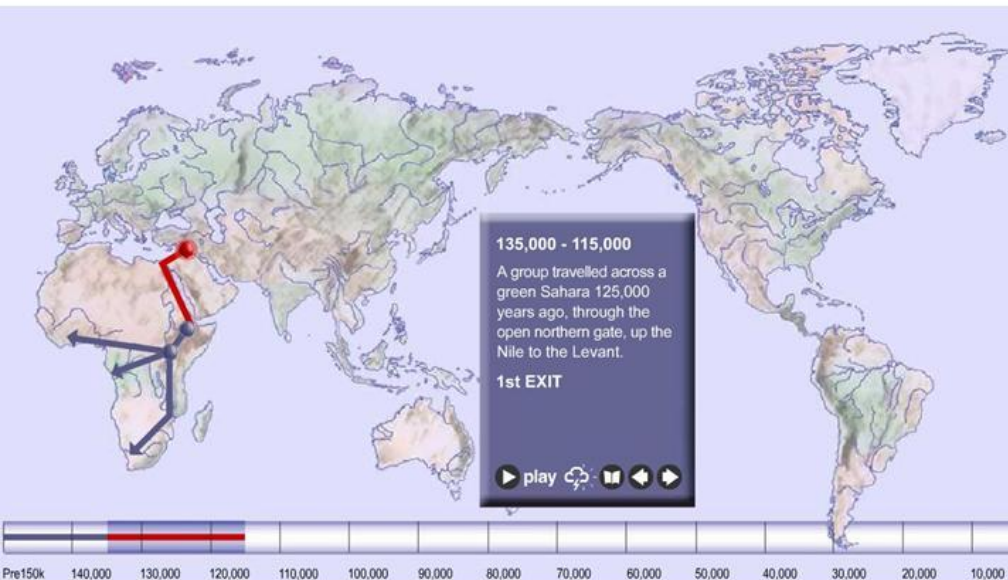 135,000 - 115,000
A group travelled across a
green Sahara 125,000
years ago, through the
open northern gate, up the
Nile to the Levant.
1st EXIT
play
Pre150k 140,000 130,000 120,000 110,000 100,000 90,000 80,000 70,000 60,000 50,000 40,000 30,000 20,000 10,000